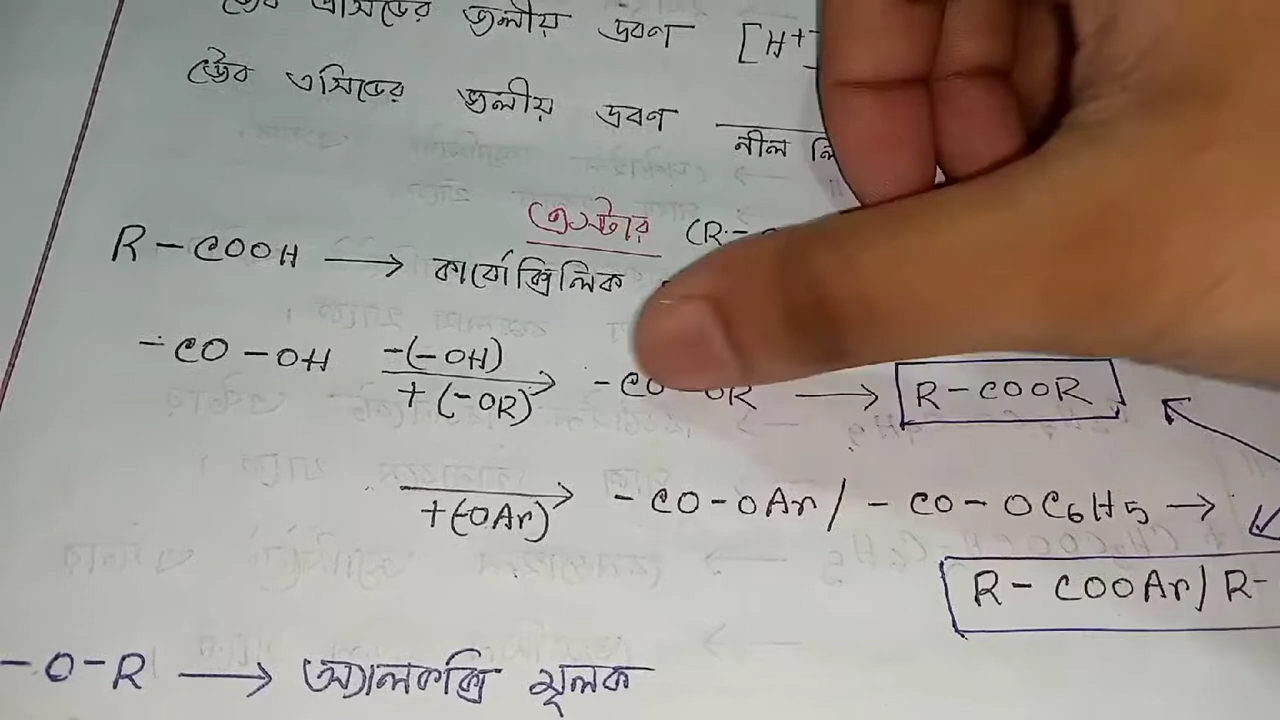 জৈব এসিডের জলীয় দ্রবণ [H+]
জৈব এসিডের জলীয় দ্রবণ
নীল
এস্টার (R-
R-COOH → কার্বোক্সিলিক
-CO-OH -(-OH) +(-OR) → -CO-OR → R-COOR
+(-OAr) → -CO-OAr / -CO-OC6H5 →
R-COOAr/R-
-O-R → অ্যালকক্সি মূলক